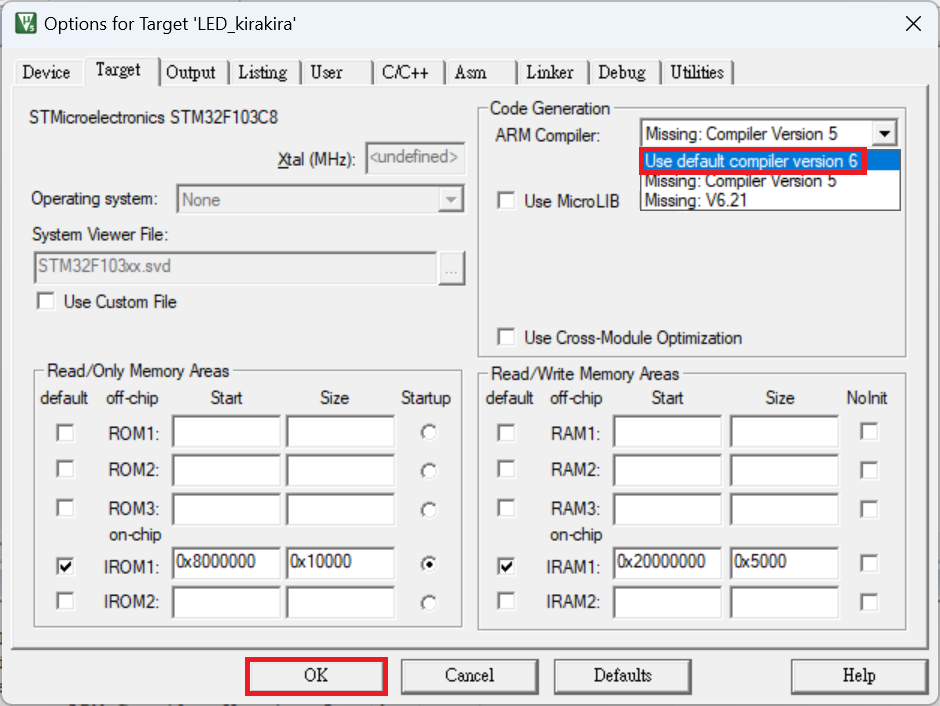 Options for Target 'LED_kirakira'
Device Target Output Listing User C/C++ Asm Linker Debug Utilities
STMicroelectronics STM32F103C8
Xtal (MHz): <undefined>
Operating system: None
System Viewer File:
STM32F103xx.svd ...
Use Custom File
Code Generation
ARM Compiler: Missing: Compiler Version 5
Use default compiler version 6
Missing: Compiler Version 5
Missing: V6.21
Use MicroLIB
Use Cross-Module Optimization
Read/Only Memory Areas
default off-chip Start Size Startup
ROM1:
ROM2:
ROM3:
on-chip
IROM1: 0x8000000 0x10000
IROM2:
Read/Write Memory Areas
default off-chip Start Size NoInit
RAM1:
RAM2:
RAM3:
on-chip
IRAM1: 0x20000000 0x5000
IRAM2:
OK Cancel Defaults Help